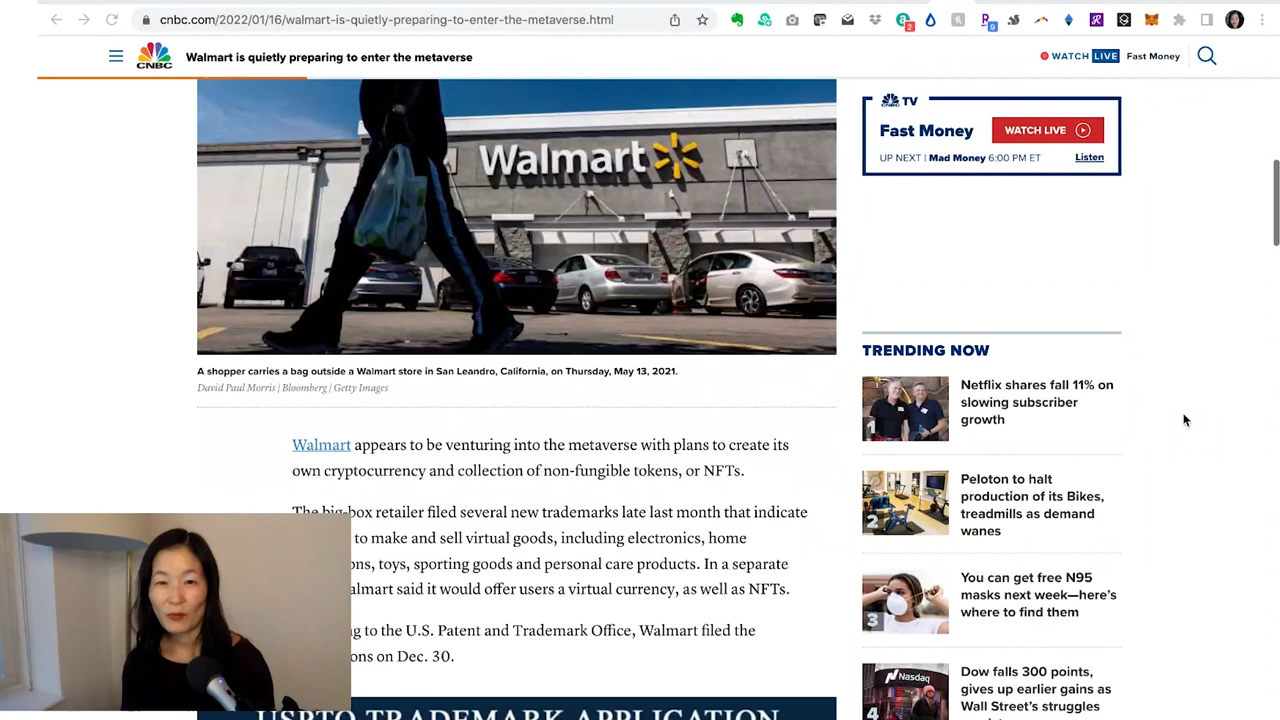 cnbc.com/2022/01/16/walmart-is-quietly-preparing-to-enter-the-metaverse.html
2
9
CNBC
Walmart is quietly preparing to enter the metaverse
WATCH LIVE Fast Money
Walmart
CNBC TV
Fast Money
WATCH LIVE
UP NEXT | Mad Money 6:00 PM ET
Listen
A shopper carries a bag outside a Walmart store in San Leandro, California, on Thursday, May 13, 2021.
David Paul Morris | Bloomberg | Getty Images
Walmart appears to be venturing into the metaverse with plans to create its
own cryptocurrency and collection of non-fungible tokens, or NFTs.
The big-box retailer filed several new trademarks late last month that indicate
to make and sell virtual goods, including electronics, home
ons, toys, sporting goods and personal care products. In a separate
almart said it would offer users a virtual currency, as well as NFTs.
g to the U.S. Patent and Trademark Office, Walmart filed the
ons on Dec. 30.
USPTO TRADEMARK APPLICATION
TRENDING NOW
1
Netflix shares fall 11% on
slowing subscriber
growth
2
Peloton to halt
production of its Bikes,
treadmills as demand
wanes
3
You can get free N95
masks next week—here's
where to find them
Nasdaq
4
Dow falls 300 points,
gives up earlier gains as
Wall Street's struggles